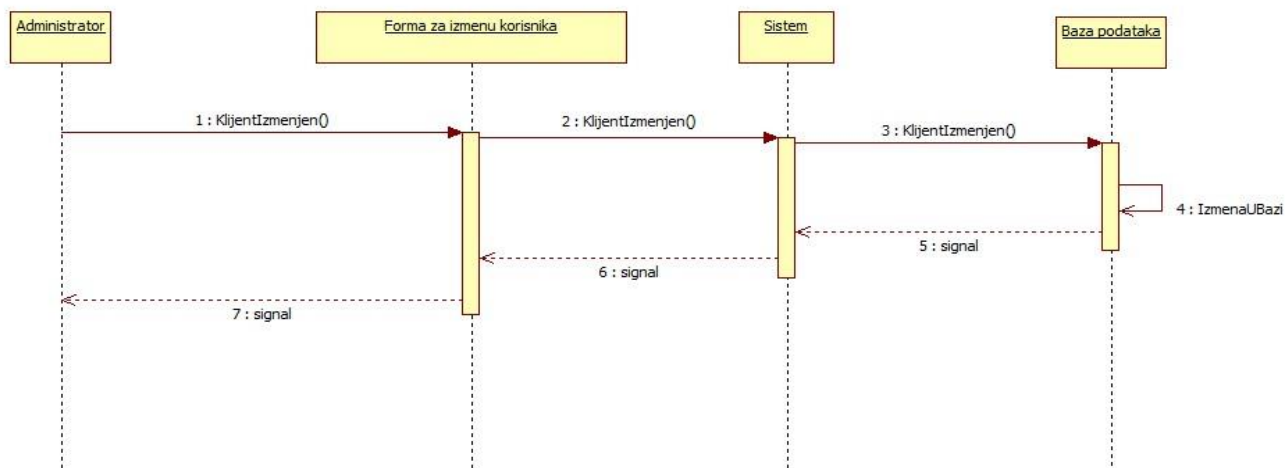 Administrator
Forma za izmenu korisnika
Sistem
Baza podataka
1 : KlijentIzmenjen()
2 : KlijentIzmenjen()
3 : KlijentIzmenjen()
4 : IzmenaUBazi
5 : signal
6 : signal
7 : signal